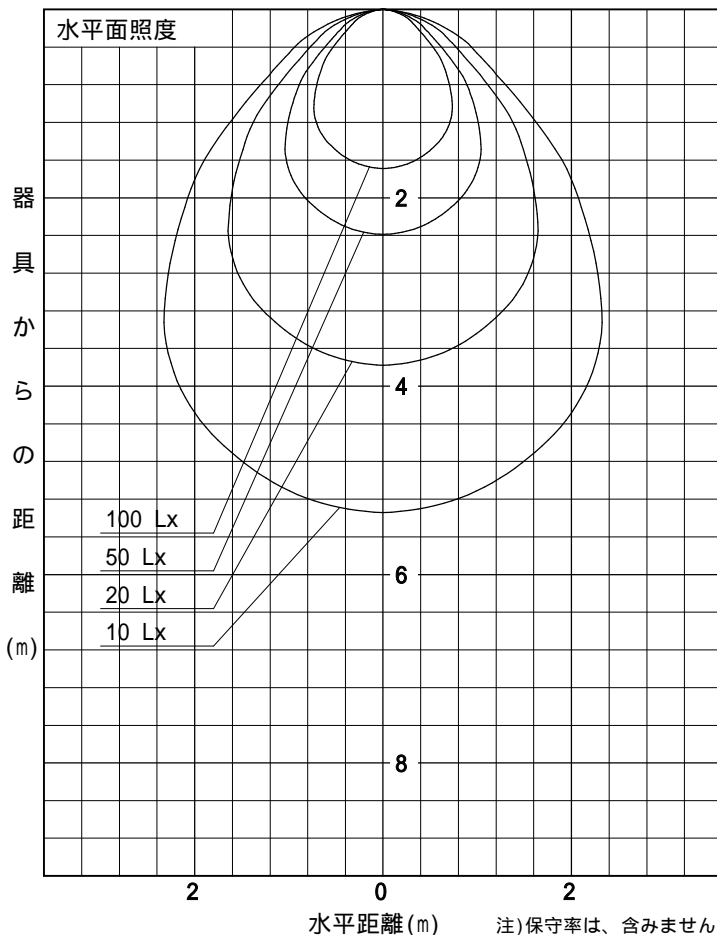 水平面照度
器具からの距離(m)
2
4
6
8
100 Lx
50 Lx
20 Lx
10 Lx
2
0
2
水平距離(m)
注)保守率は、含みません